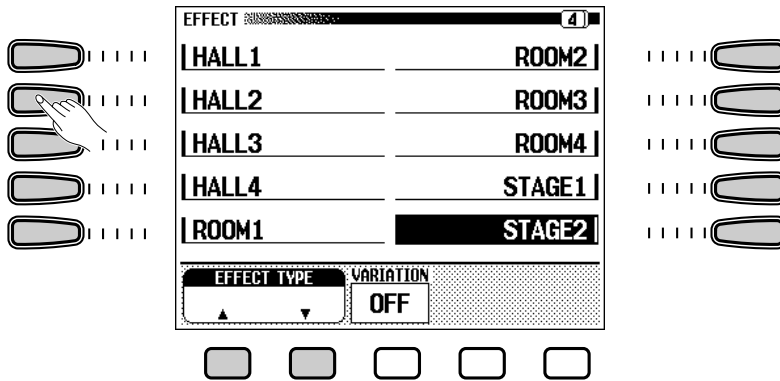 EFFECT 4
HALL1 ROOM2
HALL2 ROOM3
HALL3 ROOM4
HALL4 STAGE1
ROOM1 STAGE2
EFFECT TYPE VARIATION
▲ ▼ OFF